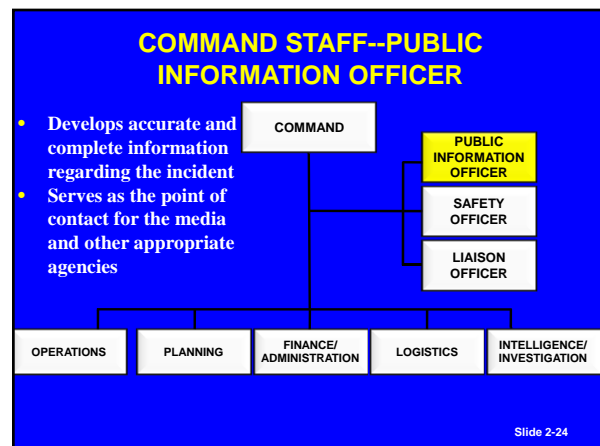 COMMAND STAFF--PUBLIC
INFORMATION OFFICER
• Develops accurate and
complete information
regarding the incident
• Serves as the point of
contact for the media
and other appropriate
agencies
COMMAND
PUBLIC
INFORMATION
OFFICER
SAFETY
OFFICER
LIAISON
OFFICER
OPERATIONS
PLANNING
FINANCE/
ADMINISTRATION
LOGISTICS
INTELLIGENCE/
INVESTIGATION
Slide 2-24